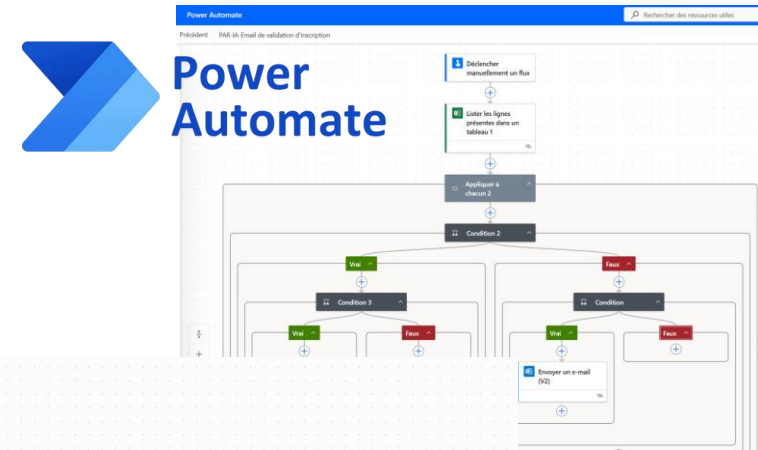 Power Automate
Rechercher des ressources utiles
Précédent PAR-IA-Email de validation d'inscription
Power
Automate
Déclencher
manuellement un flux
Lister les lignes
présentes dans un
tableau 1
Appliquer à
chacun 2
Condition 2
Vrai
Faux
Condition 3
Condition
Vrai
Faux
Vrai
Faux
Envoyer un e-mail
(V2)